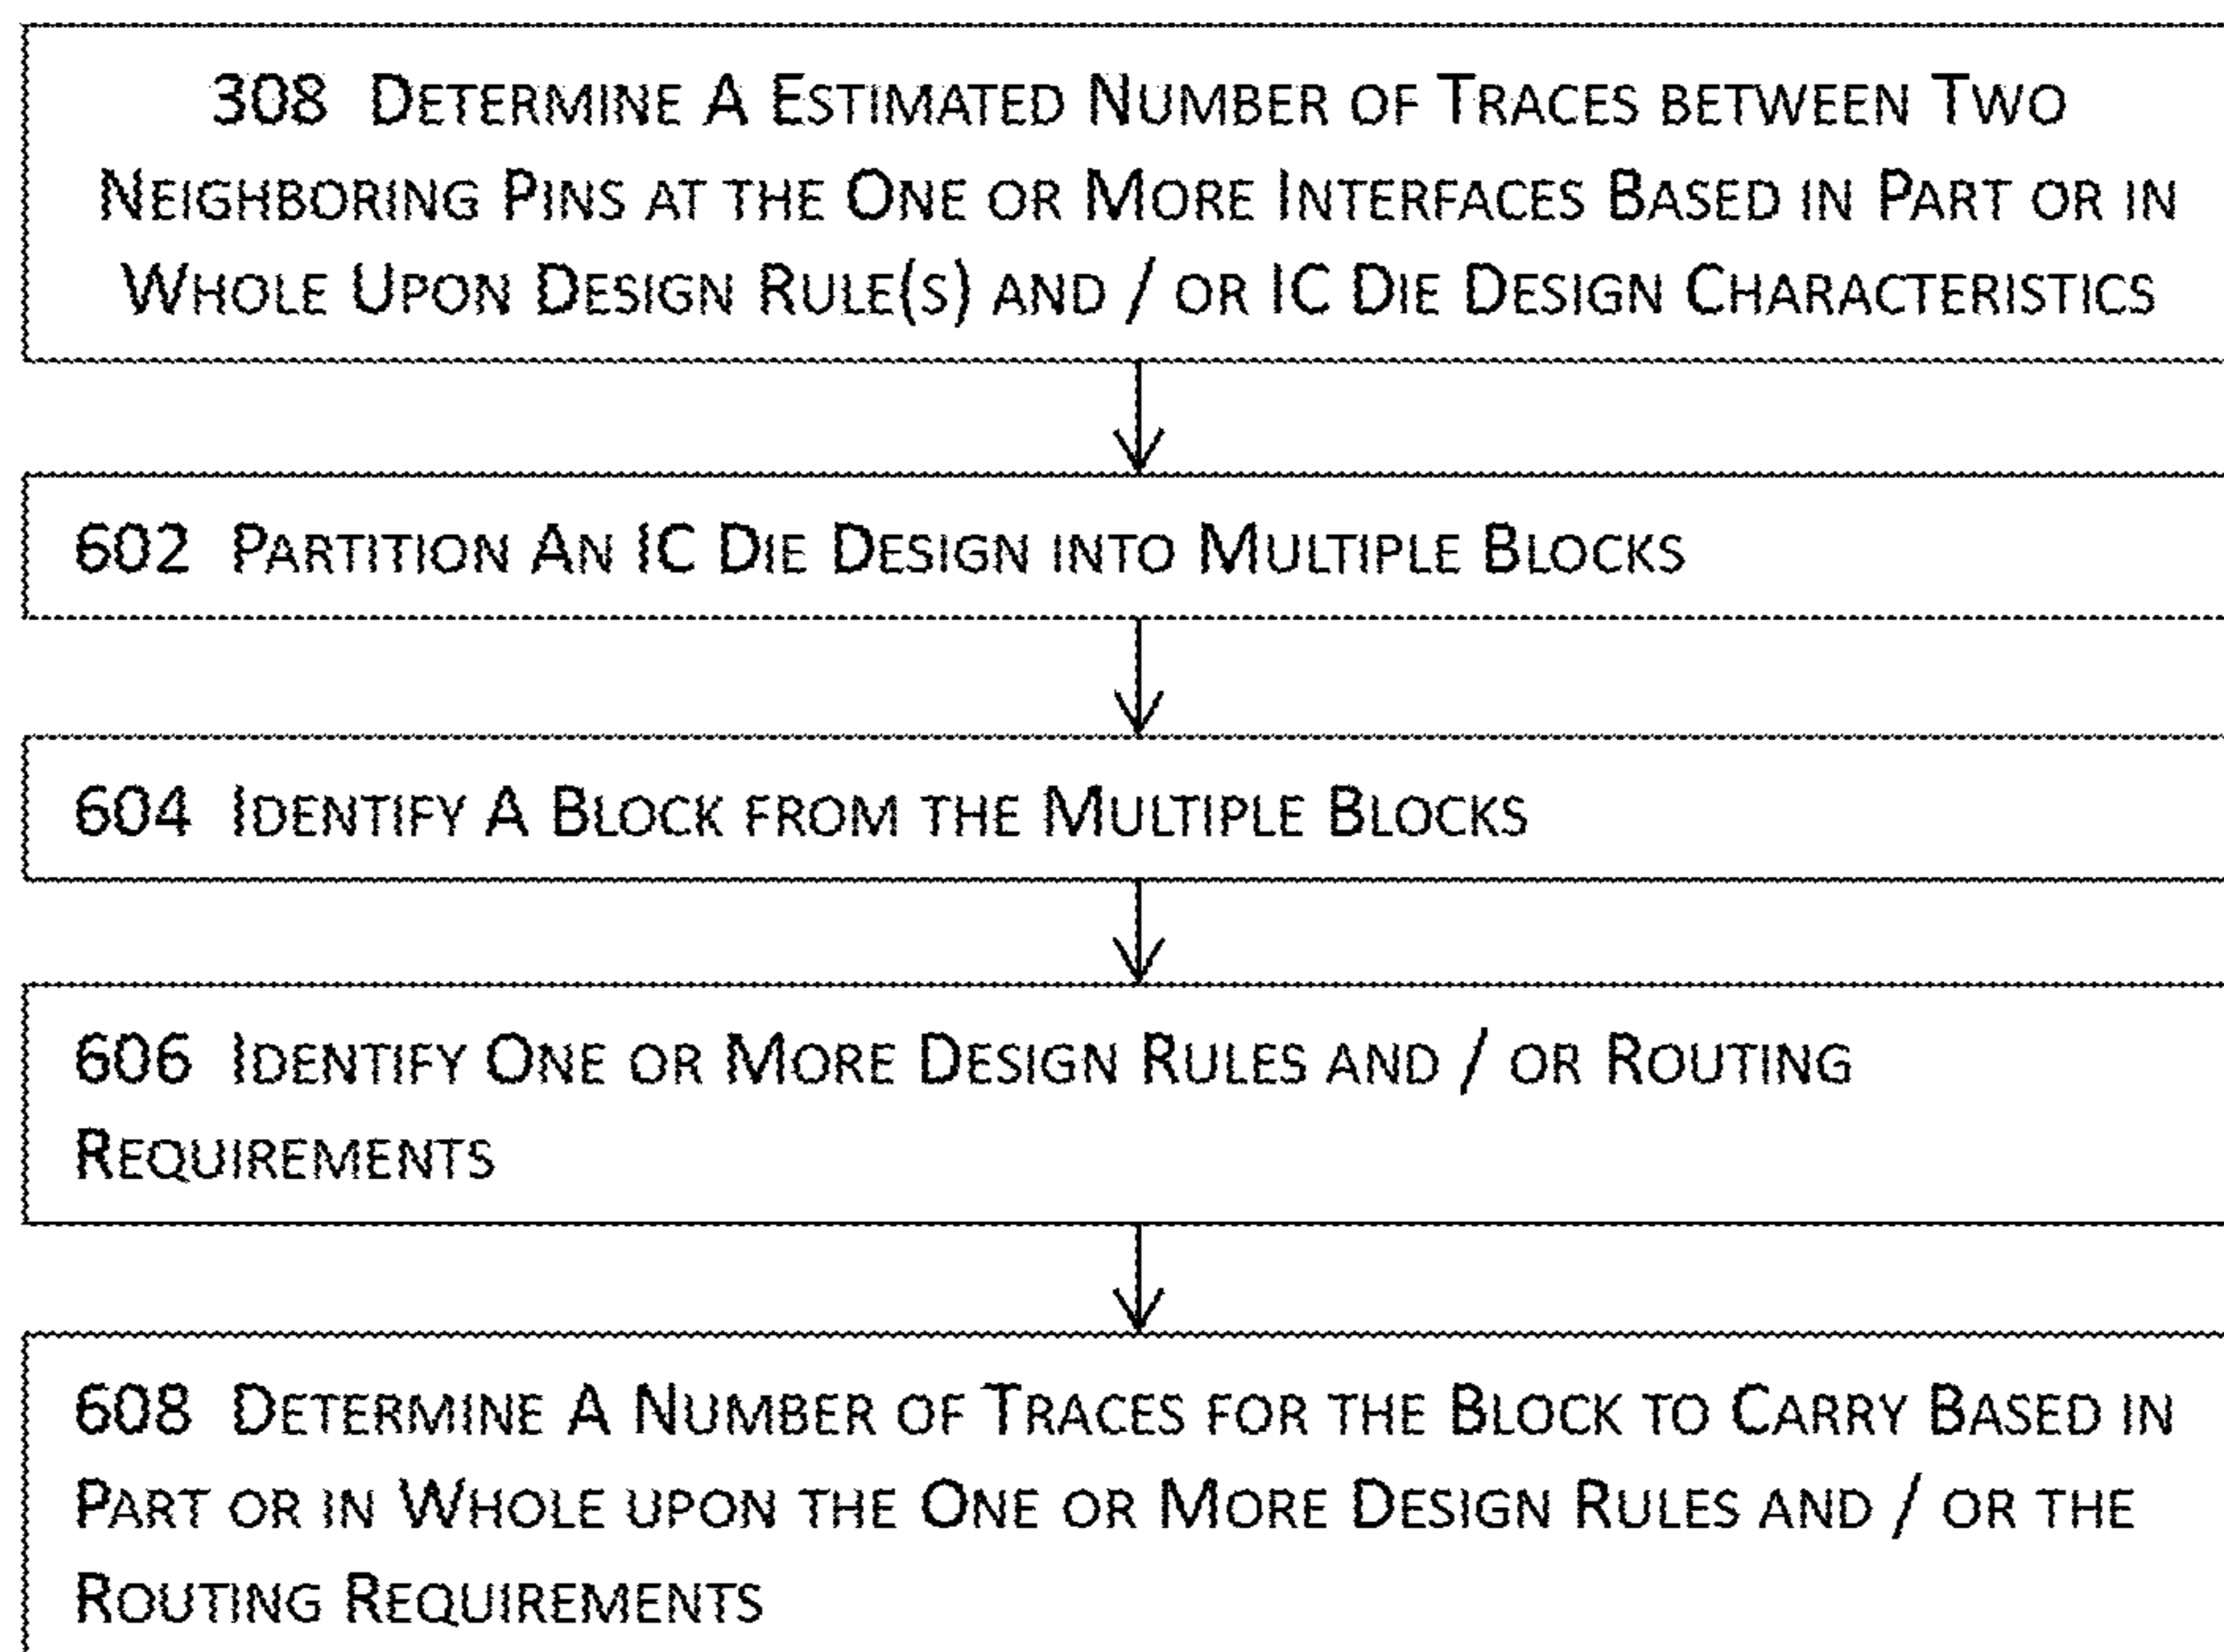 308 DETERMINE A ESTIMATED NUMBER OF TRACES BETWEEN TWO
NEIGHBORING PINS AT THE ONE OR MORE INTERFACES BASED IN PART OR IN
WHOLE UPON DESIGN RULE(S) AND / OR IC DIE DESIGN CHARACTERISTICS
602 PARTITION AN IC DIE DESIGN INTO MULTIPLE BLOCKS
604 IDENTIFY A BLOCK FROM THE MULTIPLE BLOCKS
606 IDENTIFY ONE OR MORE DESIGN RULES AND / OR ROUTING
REQUIREMENTS
608 DETERMINE A NUMBER OF TRACES FOR THE BLOCK TO CARRY BASED IN
PART OR IN WHOLE UPON THE ONE OR MORE DESIGN RULES AND / OR THE
ROUTING REQUIREMENTS